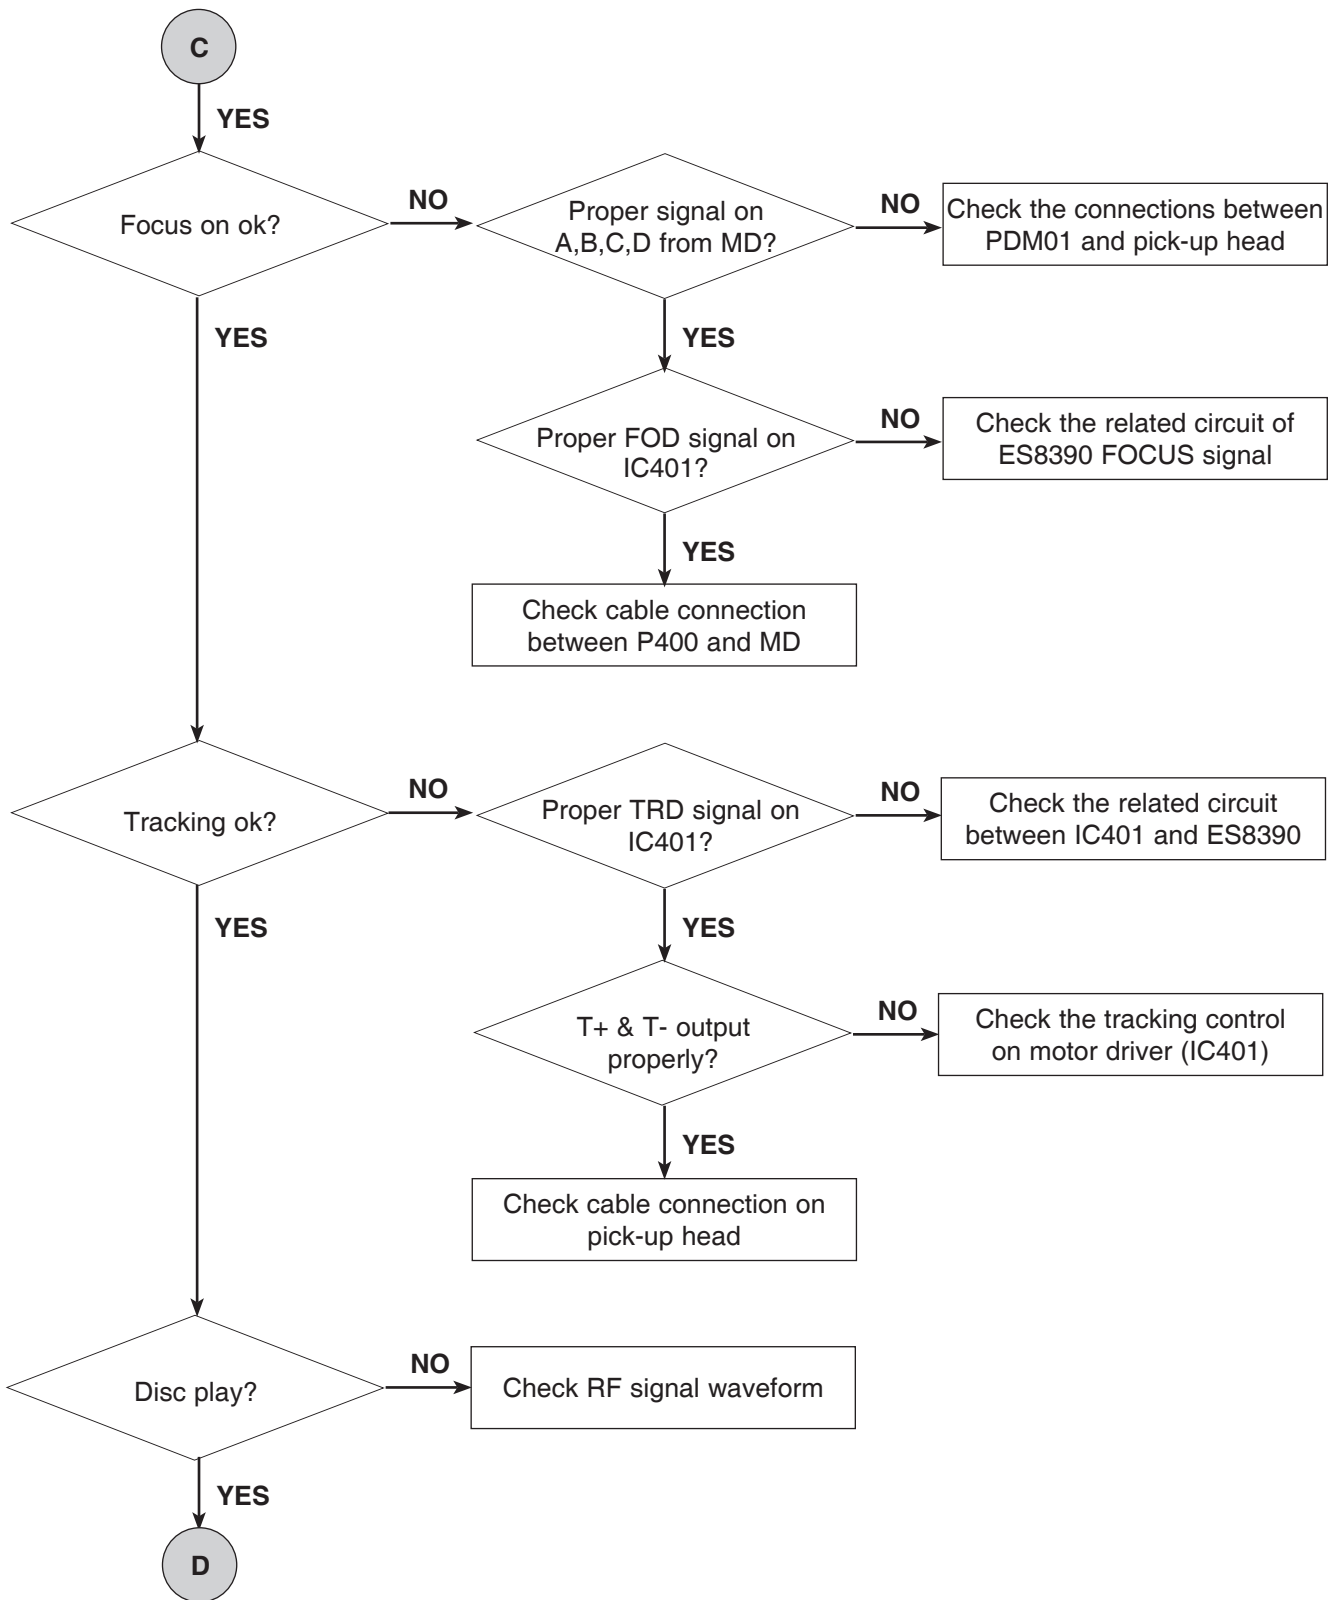 C
YES
Focus on ok?
NO
Proper signal on
A,B,C,D from MD?
NO
Check the connections between
PDM01 and pick-up head
YES
YES
Proper FOD signal on
IC401?
NO
Check the related circuit of
ES8390 FOCUS signal
YES
Check cable connection
between P400 and MD
Tracking ok?
NO
Proper TRD signal on
IC401?
NO
Check the related circuit
between IC401 and ES8390
YES
YES
T+ & T- output
properly?
NO
Check the tracking control
on motor driver (IC401)
YES
Check cable connection on
pick-up head
Disc play?
NO
Check RF signal waveform
YES
D